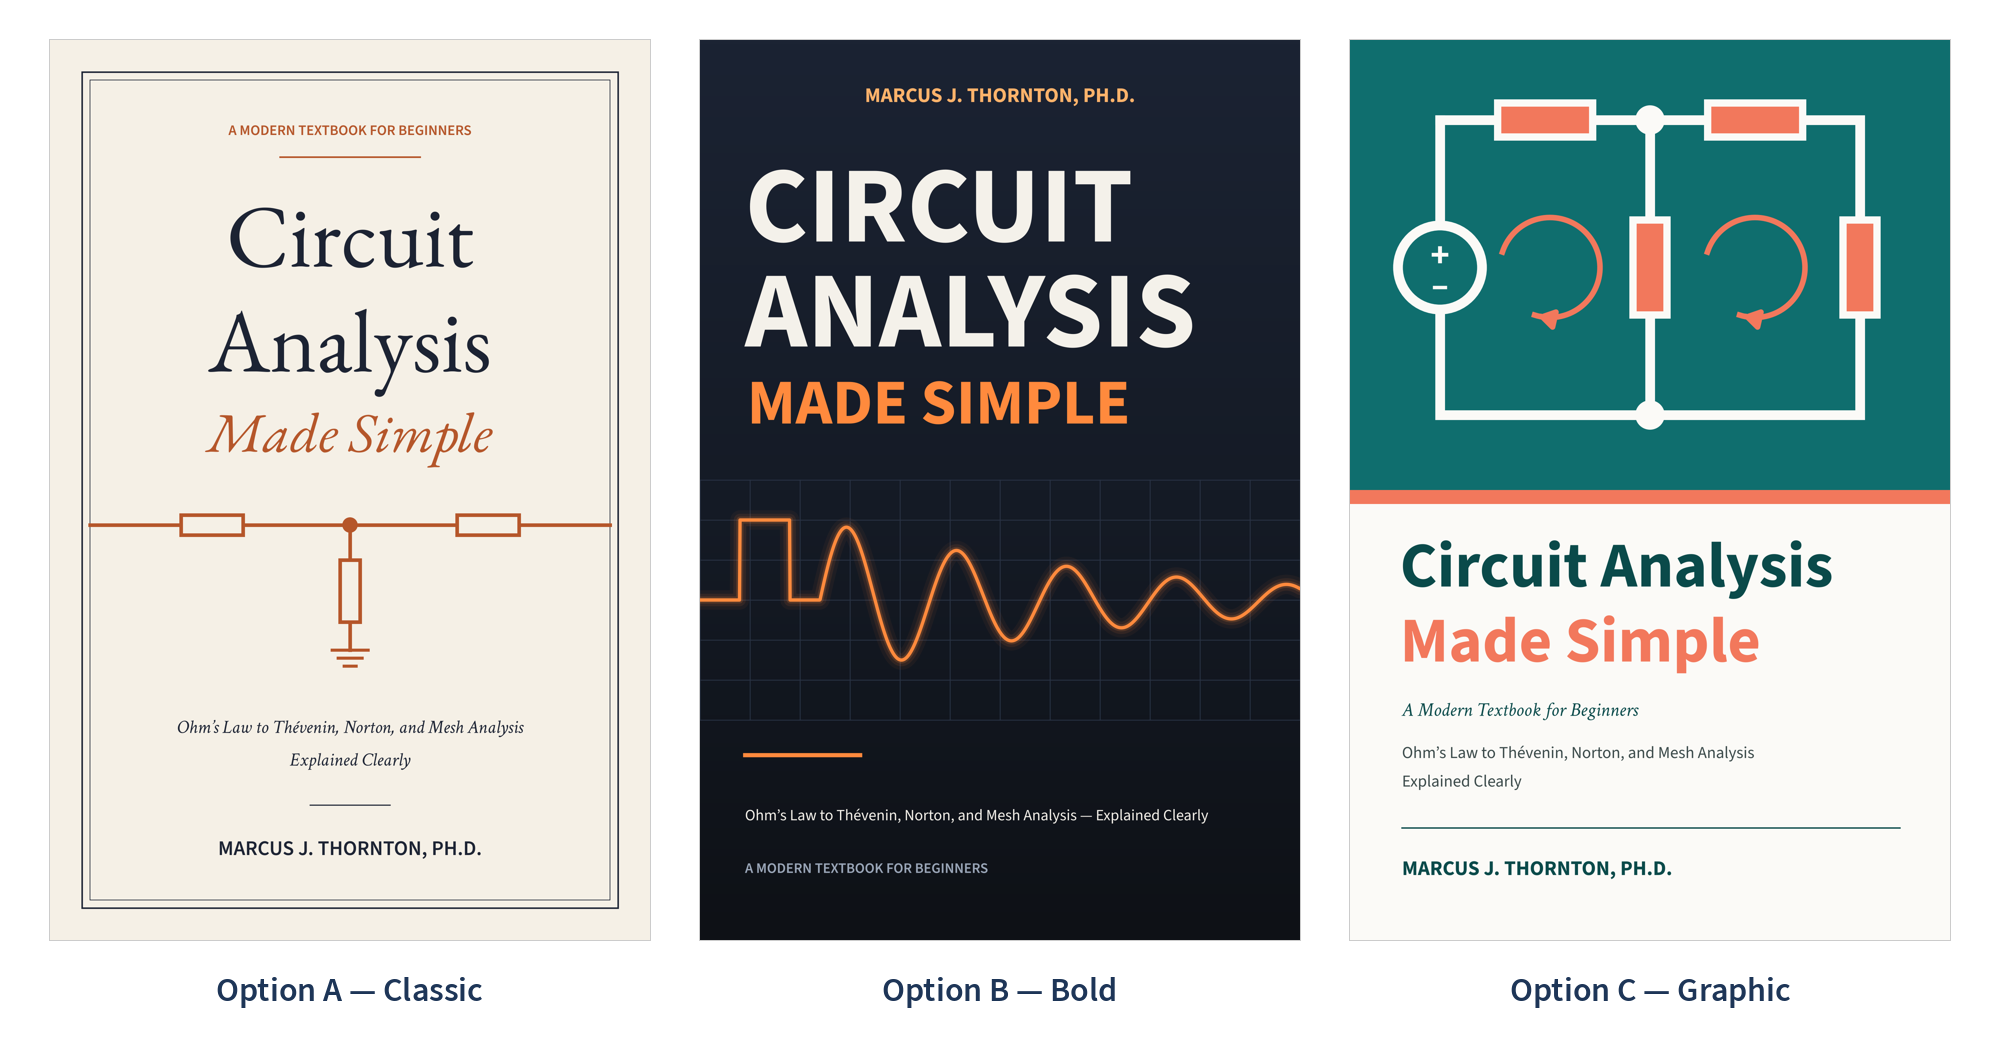 A MODERN TEXTBOOK FOR BEGINNERS
Circuit
Analysis
Made Simple
Ohm’s Law to Thévenin, Norton, and Mesh Analysis
Explained Clearly
MARCUS J. THORNTON, PH.D.
Option A — Classic
MARCUS J. THORNTON, PH.D.
CIRCUIT
ANALYSIS
MADE SIMPLE
Ohm’s Law to Thévenin, Norton, and Mesh Analysis — Explained Clearly
A MODERN TEXTBOOK FOR BEGINNERS
Option B — Bold
+
−
Circuit Analysis
Made Simple
A Modern Textbook for Beginners
Ohm’s Law to Thévenin, Norton, and Mesh Analysis
Explained Clearly
MARCUS J. THORNTON, PH.D.
Option C — Graphic